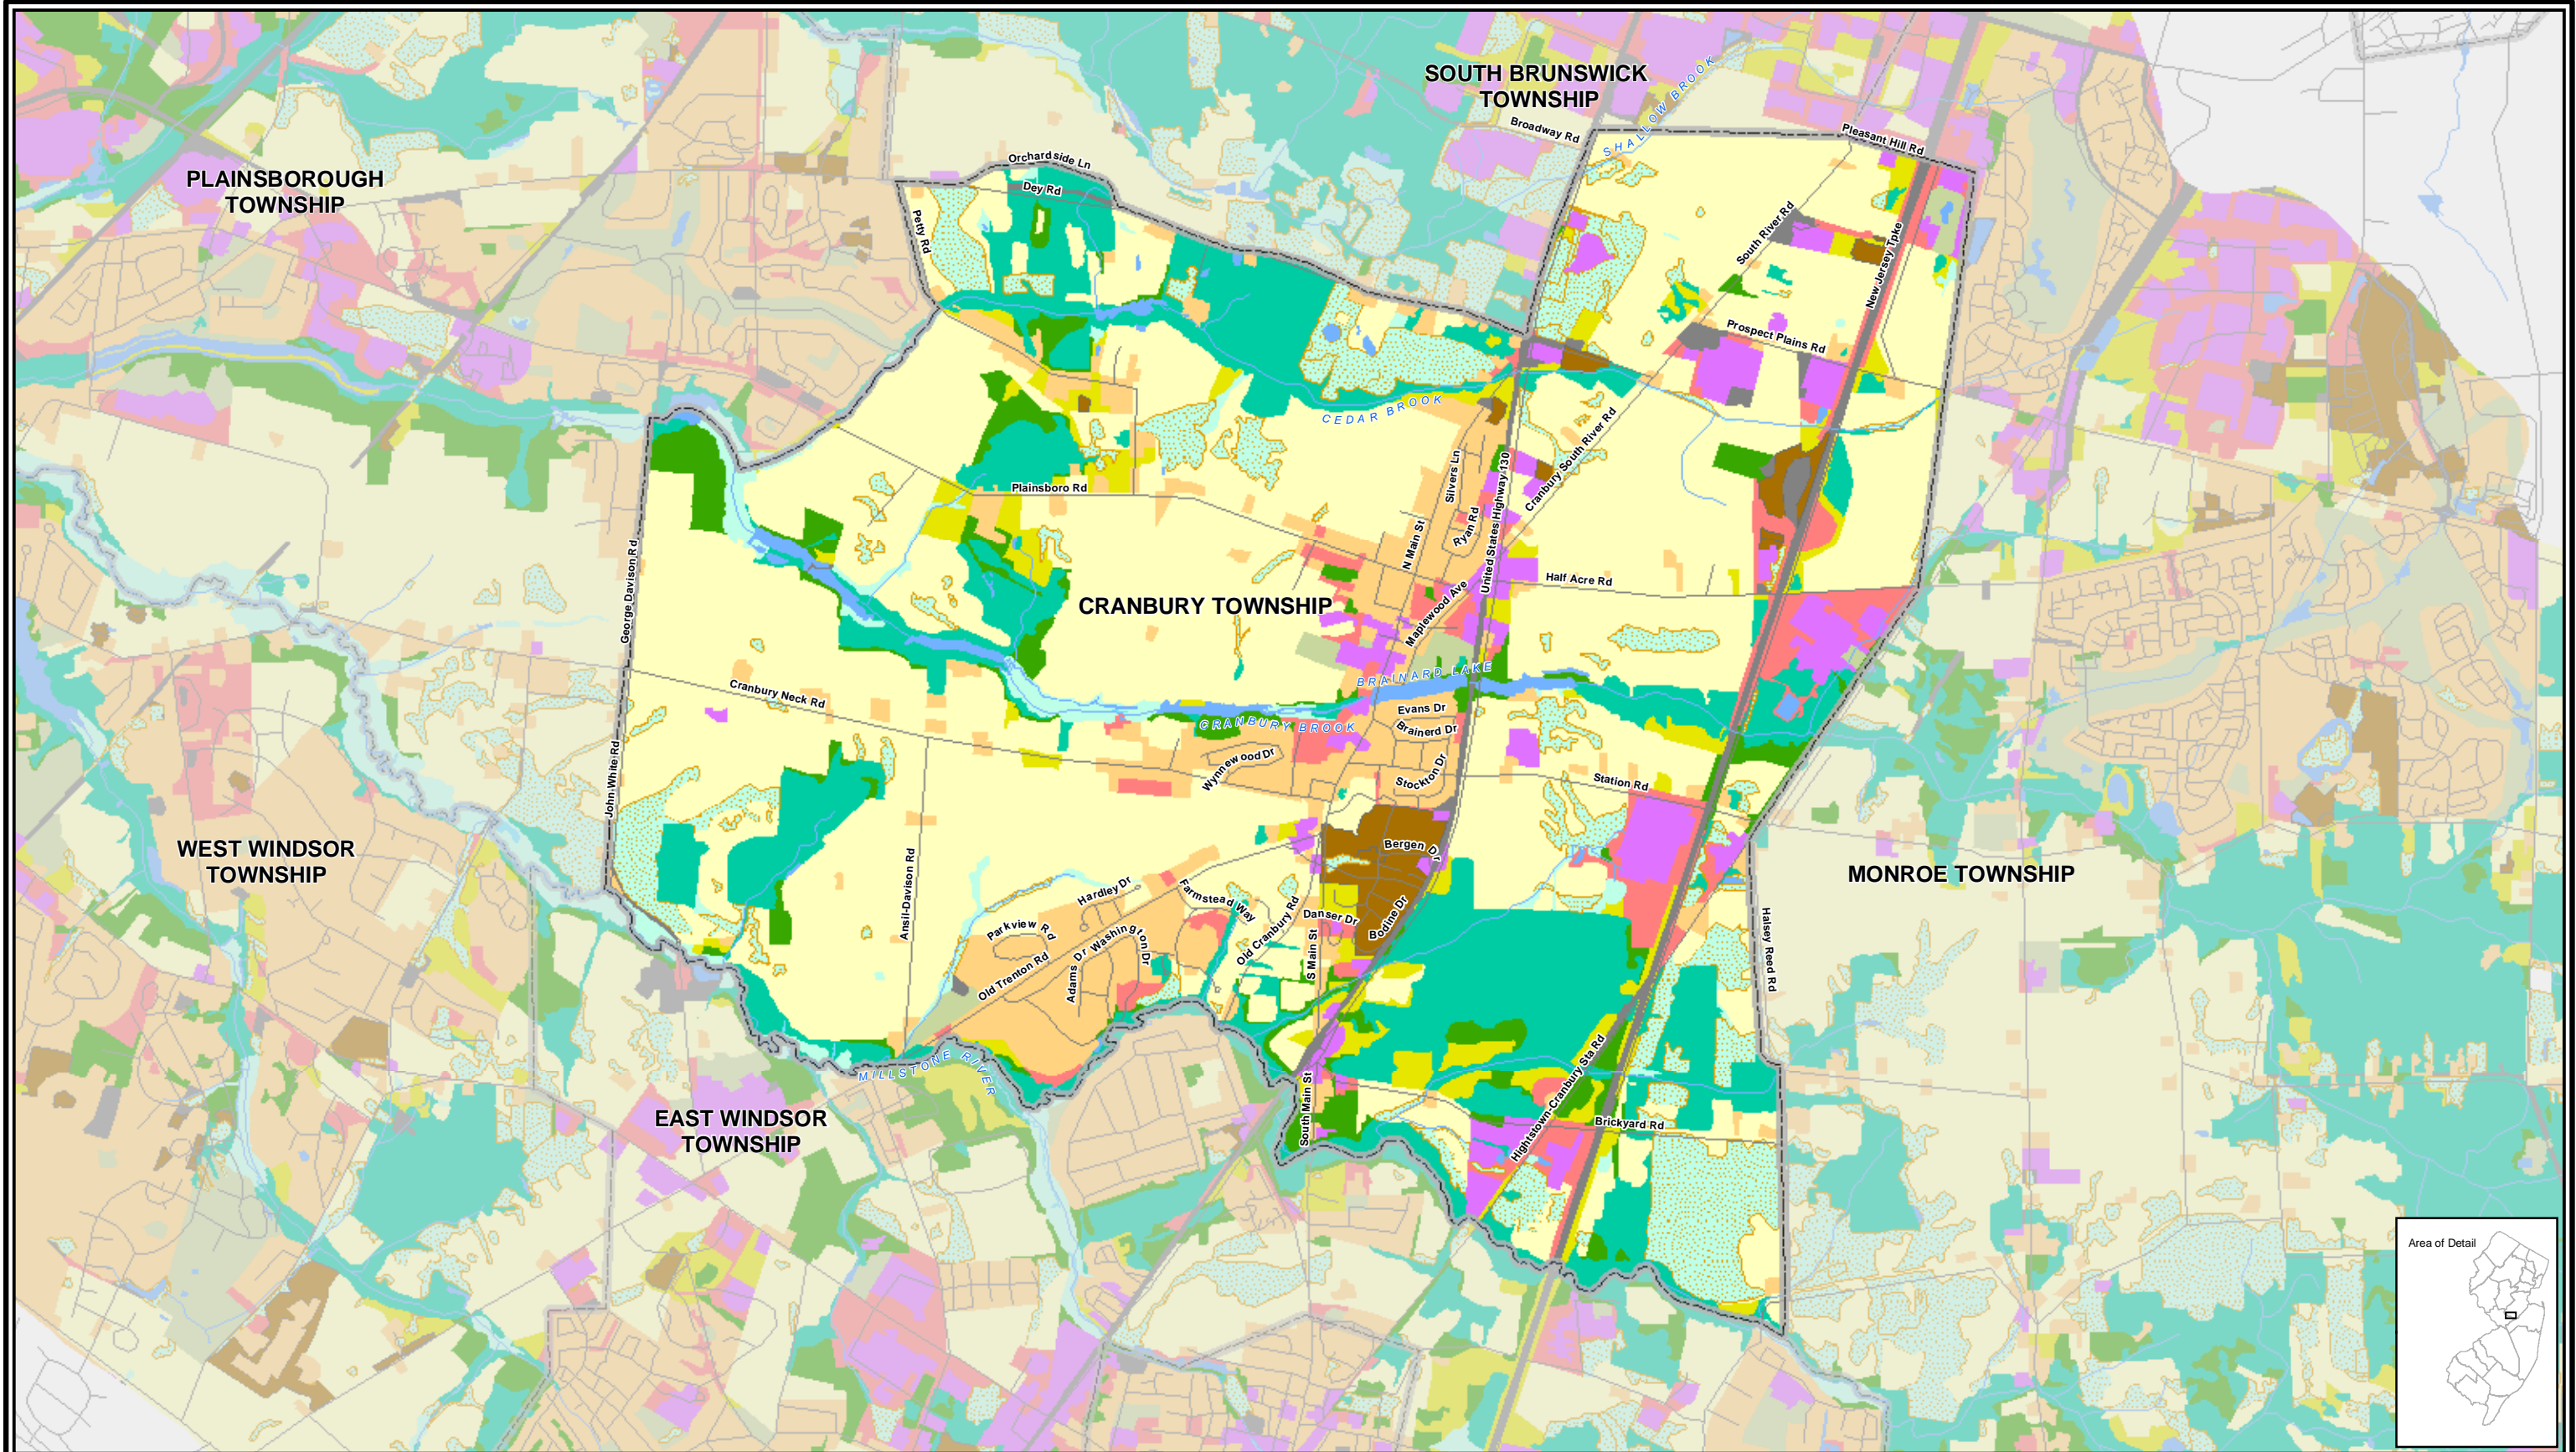 SOUTH BRUNSWICK
TOWNSHIP
SHALLOW BROOK
Broadway Rd
Pleasant Hill Rd
PLAINSBOROUGH
TOWNSHIP
Orchardside Ln
Dey Rd
Petty Rd
South River Rd
New Jersey Tpke
Prospect Plains Rd
CEDAR BROOK
Cranbury South River Rd
Silvers Ln
United States Highway 130
Plainsboro Rd
N Main St
Ryan Rd
George Davison Rd
Half Acre Rd
CRANBURY TOWNSHIP
Maplewood Ave
BRAINARD LAKE
Cranbury Neck Rd
Evans Dr
CRANBURY BROOK
Brainerd Dr
John White Rd
Wynnewood Dr
Stockton Dr
Station Rd
WEST WINDSOR
TOWNSHIP
Bergen Dr
MONROE TOWNSHIP
Ansil-Davison Rd
Hardley Dr
Farmstead Way
Parkview Rd
Washington Dr
Old Cranbury Rd
Danser Dr
Bodine Dr
Halsey Reed Rd
Old Trenton Rd
Adams Dr
S Main St
MILLSTONE RIVER
EAST WINDSOR
TOWNSHIP
South Main St
Hightstown-Cranbury Sta Rd
Brickyard Rd
Area of Detail